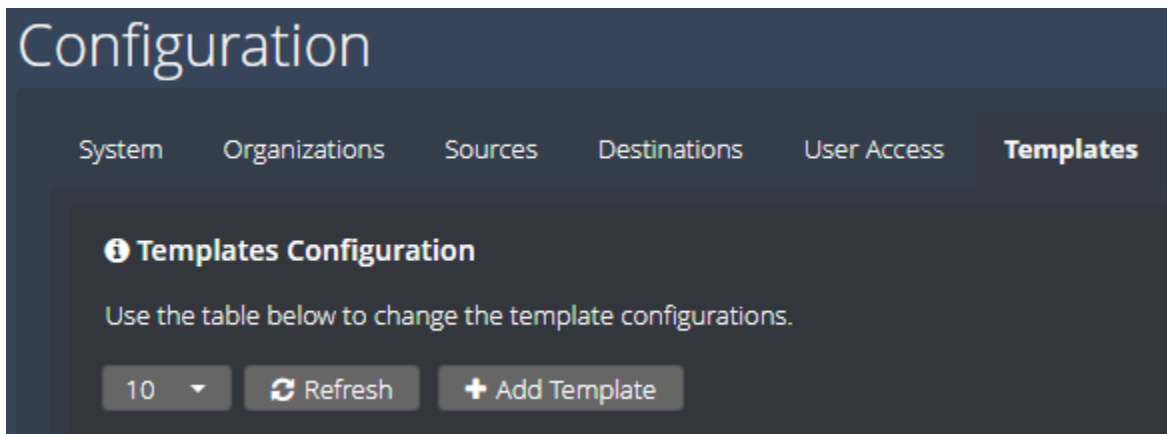 Configuration
System Organizations Sources Destinations User Access Templates
Templates Configuration
Use the table below to change the template configurations.
10 Refresh Add Template